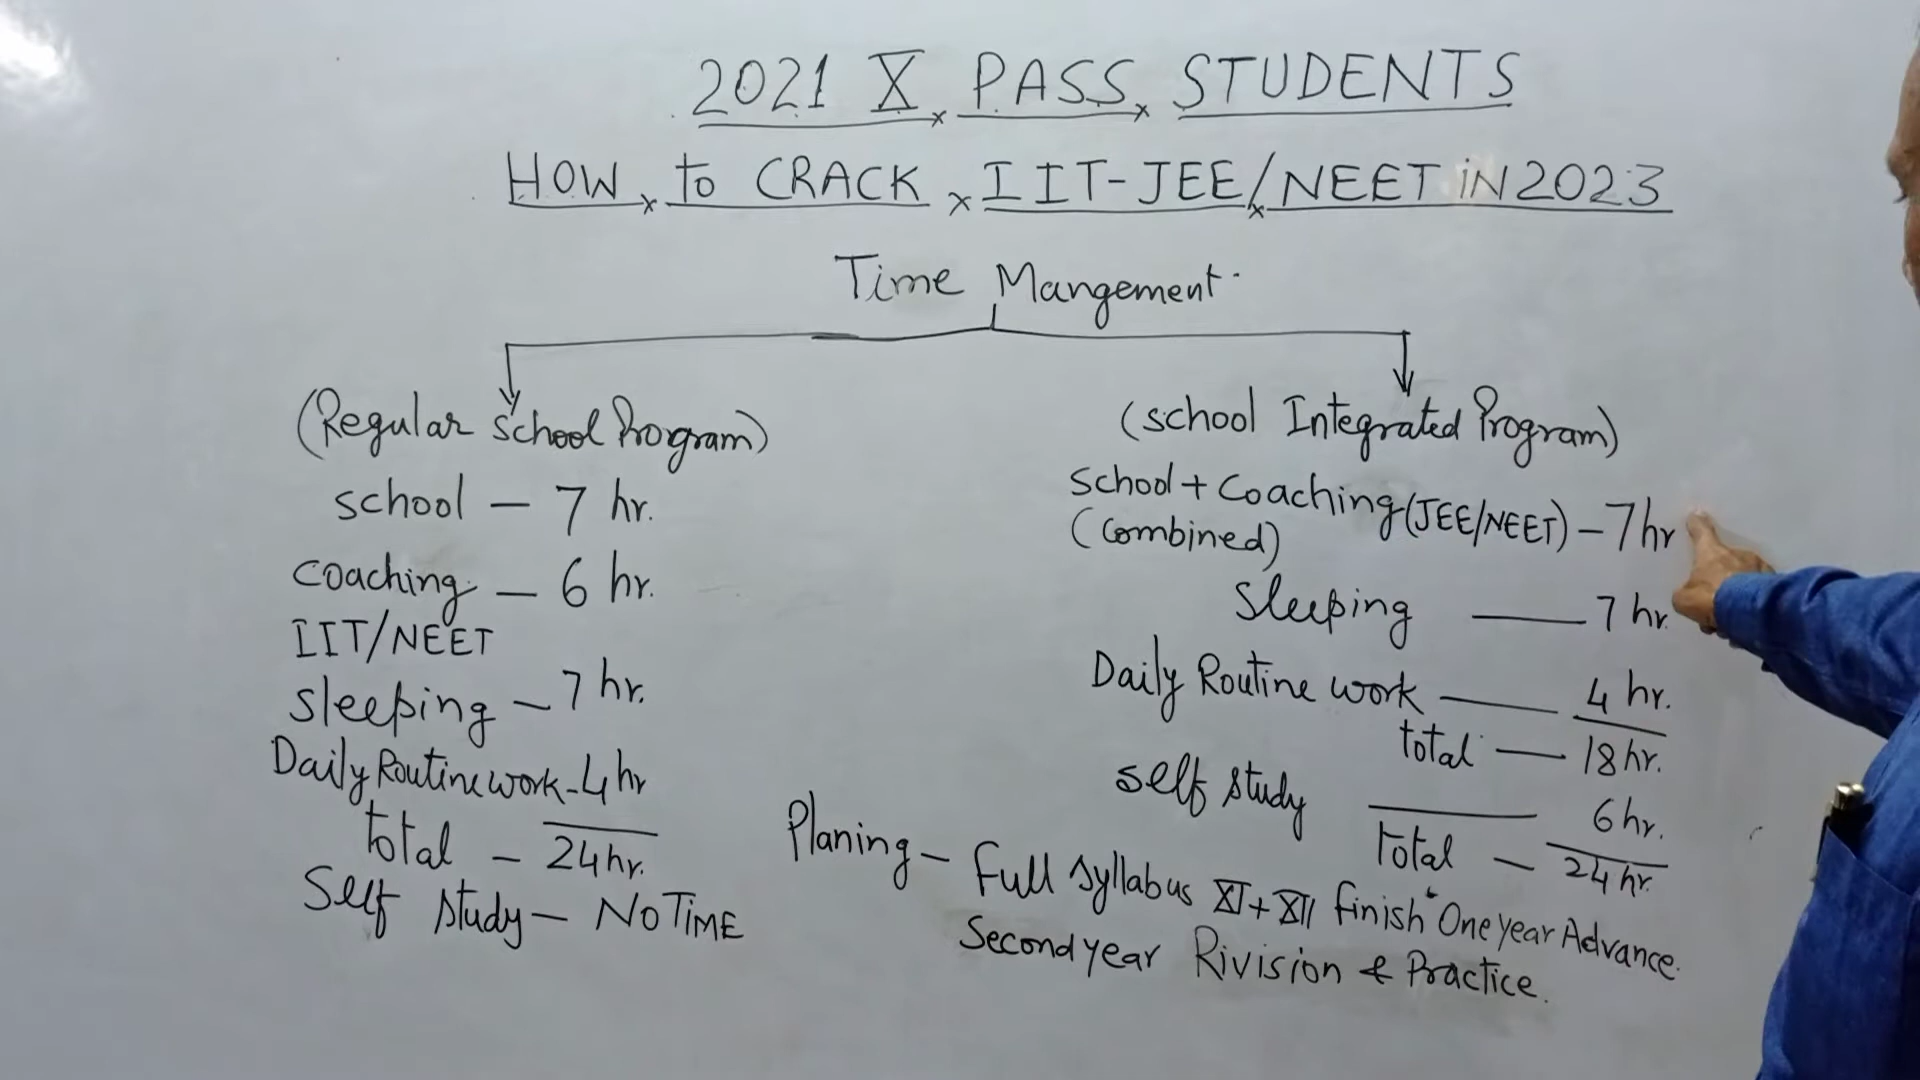 2021 X PASS STUDENTS
HOW to CRACK IIT-JEE/NEET iN 2023
Time Mangement
(Regular School Program)
school - 7 hr.
coaching - 6 hr.
IIT/NEET
sleeping - 7 hr.
Daily Routine work - 4 hr
total - 24 hr.
Self study - NO TIME
(school Integrated Program)
School + Coaching (JEE/NEET) - 7 hr
(Combined)
Sleeping - 7 hr.
Daily Routine work - 4 hr.
total - 18 hr.
self study - 6 hr.
total - 24 hr.
Planing - Full syllabus XI + XII finish One year Advance.
Second year Rivision & Practice.